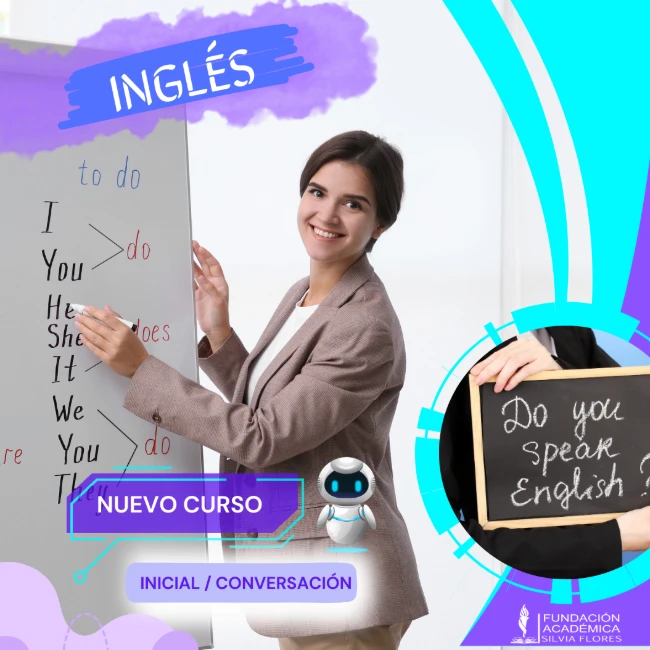 INGLÉS
to do
I
You
do
He
She
does
It
We
You
do
They
re
NUEVO CURSO
INICIAL / CONVERSACIÓN
Do you
speak
English?
FUNDACIÓN
ACADÉMICA
SILVIA FLORES